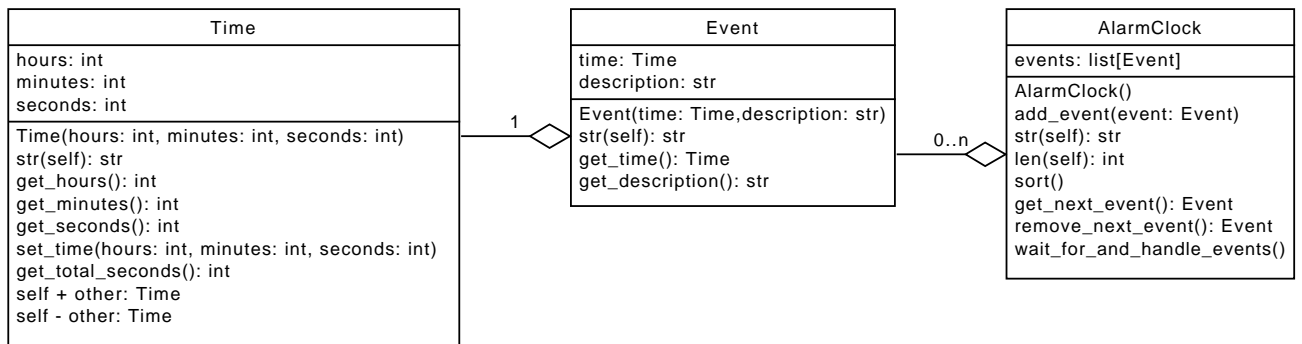 Time
hours: int
minutes: int
seconds: int
Time(hours: int, minutes: int, seconds: int)
str(self): str
get_hours(): int
get_minutes(): int
get_seconds(): int
set_time(hours: int, minutes: int, seconds: int)
get_total_seconds(): int
self + other: Time
self - other: Time
1
Event
time: Time
description: str
Event(time: Time,description: str)
str(self): str
get_time(): Time
get_description(): str
0..n
AlarmClock
events: list[Event]
AlarmClock()
add_event(event: Event)
str(self): str
len(self): int
sort()
get_next_event(): Event
remove_next_event(): Event
wait_for_and_handle_events()